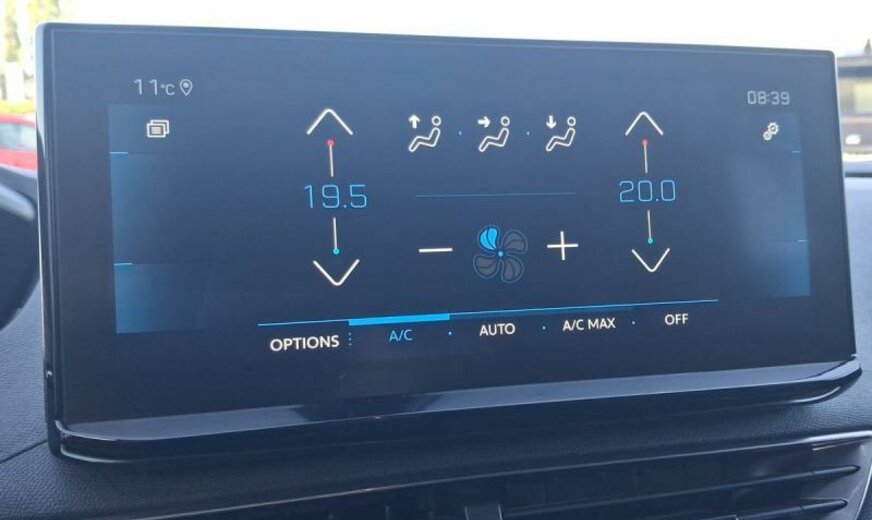 11°C
08:39
19.5
20.0
OPTIONS
A/C
AUTO
A/C MAX
OFF